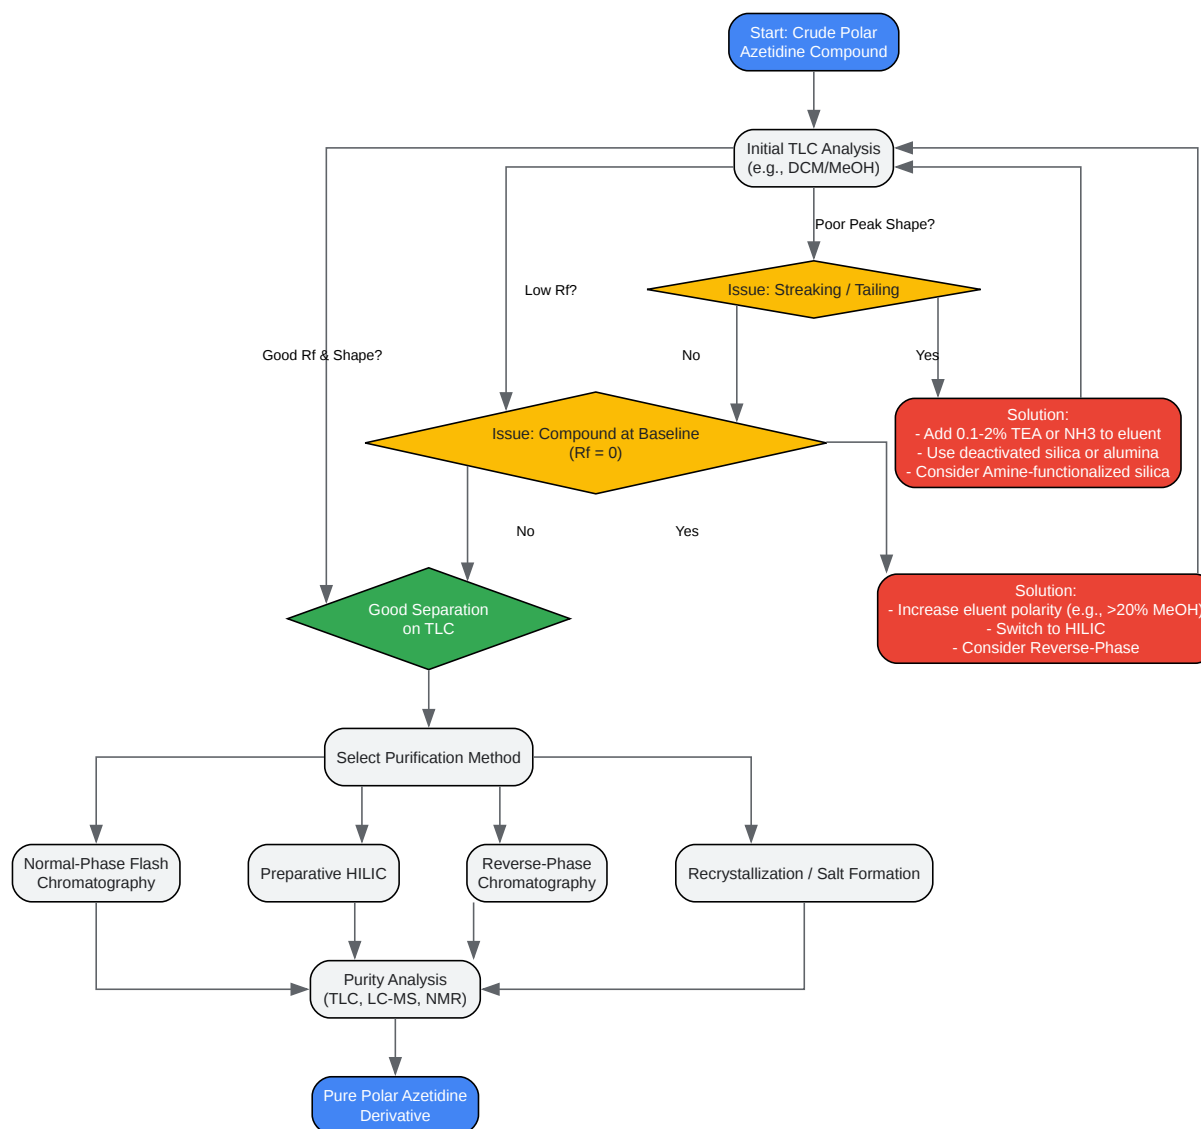 Start: Crude Polar
Azetidine Compound
Initial TLC Analysis
(e.g., DCM/MeOH)
Poor Peak Shape?
Low Rf?
Issue: Streaking / Tailing
Good Rf & Shape?
No
Yes
Issue: Compound at Baseline
(Rf = 0)
Solution:
- Add 0.1-2% TEA or NH3 to eluent
- Use deactivated silica or alumina
- Consider Amine-functionalized silica
No
Yes
Good Separation
on TLC
Solution:
- Increase eluent polarity (e.g., >20% MeOH)
- Switch to HILIC
- Consider Reverse-Phase
Select Purification Method
Normal-Phase Flash
Chromatography
Preparative HILIC
Reverse-Phase
Chromatography
Recrystallization / Salt Formation
Purity Analysis
(TLC, LC-MS, NMR)
Pure Polar Azetidine
Derivative